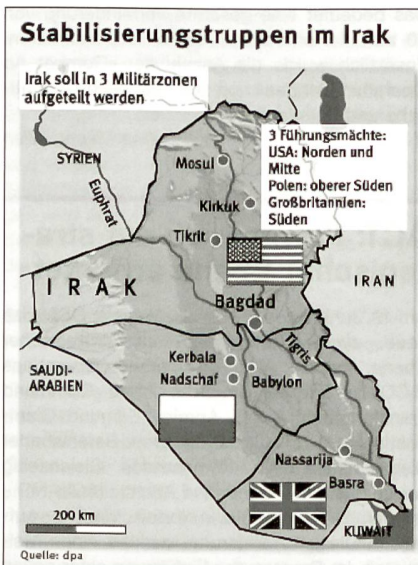 Stabilisierungstruppen im Irak
Irak soll in 3 Militärzonen
aufgeteilt werden
3 Führungsmächte:
USA: Norden und
Mitte
Polen: oberer Süden
Großbritannien:
Süden
SYRIEN
Euphrat
Mosul
Kirkuk
Tikrit
IRAK
IRAN
Bagdad
Tigris
Kerbala
Nadschaf
Babylon
SAUDI-
ARABIEN
Nassarija
Basra
KUWAIT
200 km
Quelle: dpa